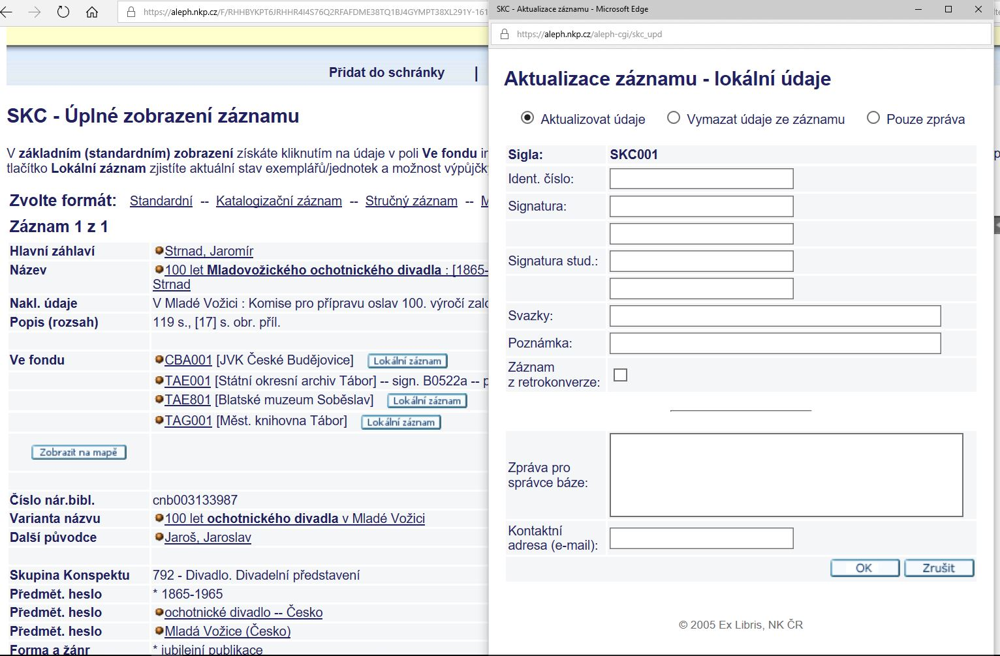 https://aleph.nkp.cz/F/RHHBYKPT6JRHHR4I4S76Q2RFAFDME38TQ1BJ4GYMPT38XL291Y-161
Přidat do schránky |
SKC - Úplné zobrazení záznamu
V základním (standardním) zobrazení získáte kliknutím na údaje v poli Ve fondu
tlačítko Lokální záznam zjistíte aktuální stav exemplářů/jednotek a možnost
Zvolte formát: Standardní -- Katalogizační záznam -- Stručný záznam --
Záznam 1 z 1
Hlavní záhlaví Strnad, Jaromír
Název 100 let Mladovožického ochotnického divadla : [1865-
Strnad
Nakl. údaje V Mladé Vožici : Komise pro přípravu oslav 100. výročí
Popis (rozsah) 119 s., [17] s. obr. příl.
Ve fondu CBA001 [JVK České Budějovice] Lokální záznam
TAE001 [Státní okresní archiv Tábor] -- sign. B0522a --
TAE801 [Blatské muzeum Soběslav] Lokální záznam
TAG001 [Měst. knihovna Tábor] Lokální záznam
Zobrazit na mapě
Číslo nár.bibl. cnb003133987
Varianta názvu 100 let ochotnického divadla v Mladé Vožici
Další původce Jaroš, Jaroslav
Skupina Konspektu 792 - Divadlo. Divadelní představení
Předmět. heslo * 1865-1965
Předmět. heslo ochotnické divadlo -- Česko
Předmět. heslo Mladá Vožice (Česko)
Forma a žánr * jubilejní publikace
SKC - Aktualizace záznamu - Microsoft Edge
https://aleph.nkp.cz/aleph-cgi/skc_upd
Aktualizace záznamu - lokální údaje
Aktualizovat údaje Vymazat údaje ze záznamu Pouze zpráva
Sigla: SKC001
Ident. číslo:
Signatura:
Signatura stud.:
Svazky:
Poznámka:
Záznam
z retrokonverze:
Zpráva pro
správce báze:
Kontaktní
adresa (e-mail):
OK Zrušit
© 2005 Ex Libris, NK ČR